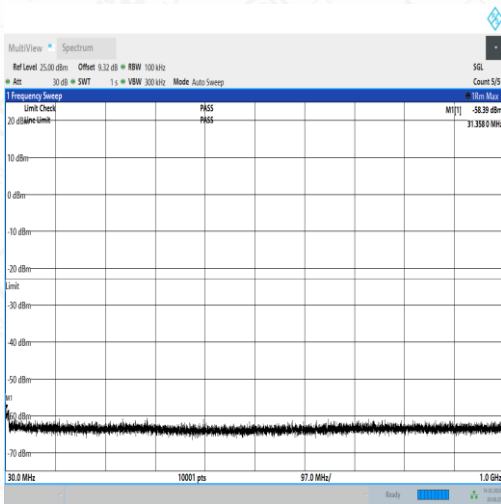 MultiView Spectrum
Ref Level 25.00 dBm Offset 9.32 dB RBW 100 kHz SGL
Att 30 dB SWT 1 s VBW 300 kHz Mode Auto Sweep Count 5/5
1 Frequency Sweep 1Rm Max
Limit Check PASS M1[1] -58.39 dBm
20 dBm Line Limit PASS 31.3580 MHz
10 dBm
0 dBm
-10 dBm
-20 dBm
Limit
-30 dBm
-40 dBm
-50 dBm
M1
-60 dBm
-70 dBm
30.0 MHz 10001 pts 97.0 MHz/ 1.0 GHz
Ready